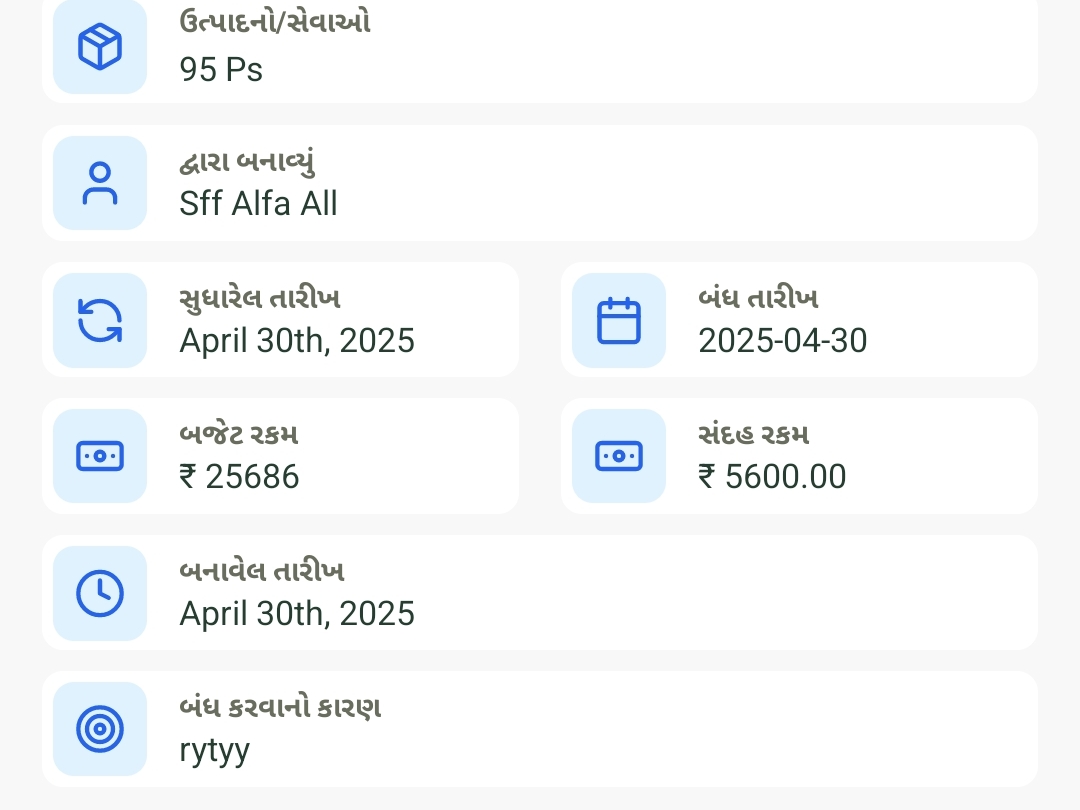 ઉત્પાદનો/સેવાઓ
95 Ps
દ્વારા બનાવ્યું
Sff Alfa All
સુધારેલ તારીખ
April 30th, 2025
બંધ તારીખ
2025-04-30
બજેટ રકમ
₹ 25686
સંદહ રકમ
₹ 5600.00
બનાવેલ તારીખ
April 30th, 2025
બંધ કરવાનો કારણ
rytyy